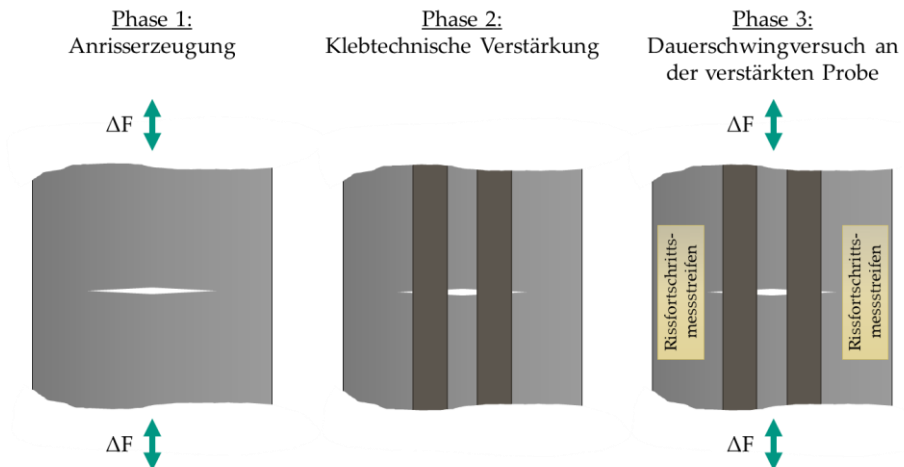 Phase 1:
Anrisserzeugung
ΔF
ΔF
Phase 2:
Klebtechnische Verstärkung
Phase 3:
Dauerschwingversuch an
der verstärkten Probe
ΔF
Rissfortschritts-
messstreifen
Rissfortschritts-
messstreifen
ΔF